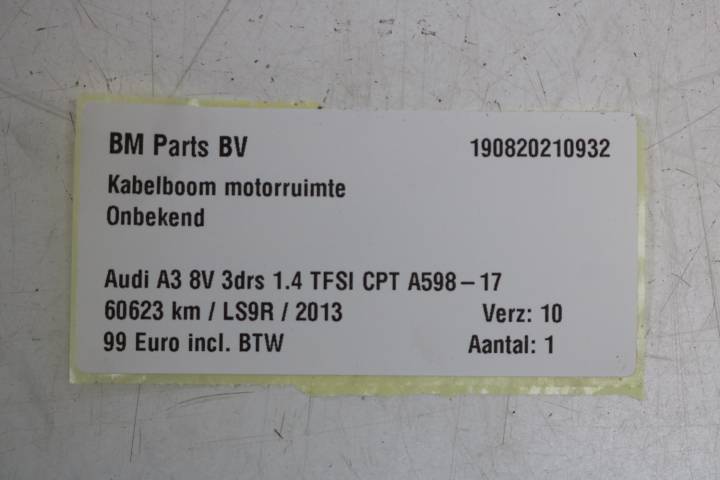 BM Parts BV 190820210932
Kabelboom motorruimte
Onbekend
Audi A3 8V 3drs 1.4 TFSI CPT A598-17
60623 km / LS9R / 2013 Verz: 10
99 Euro incl. BTW Aantal: 1